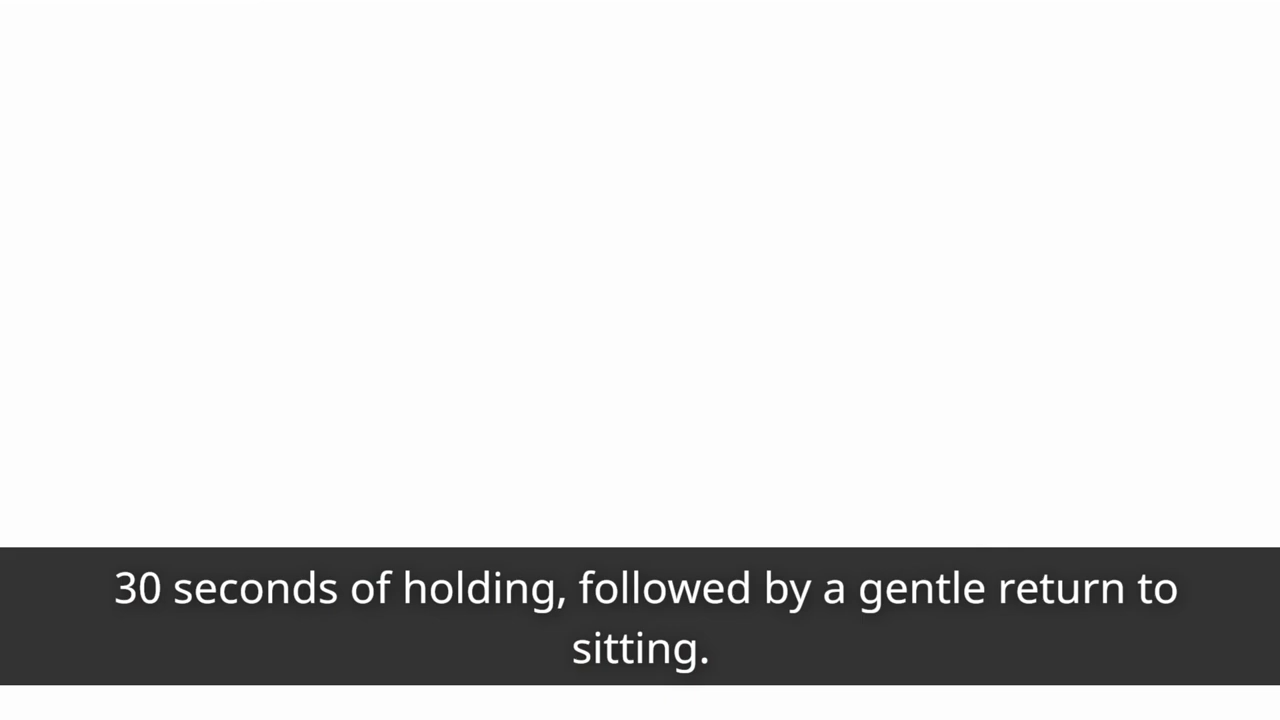 30 seconds of holding, followed by a gentle return to
sitting.